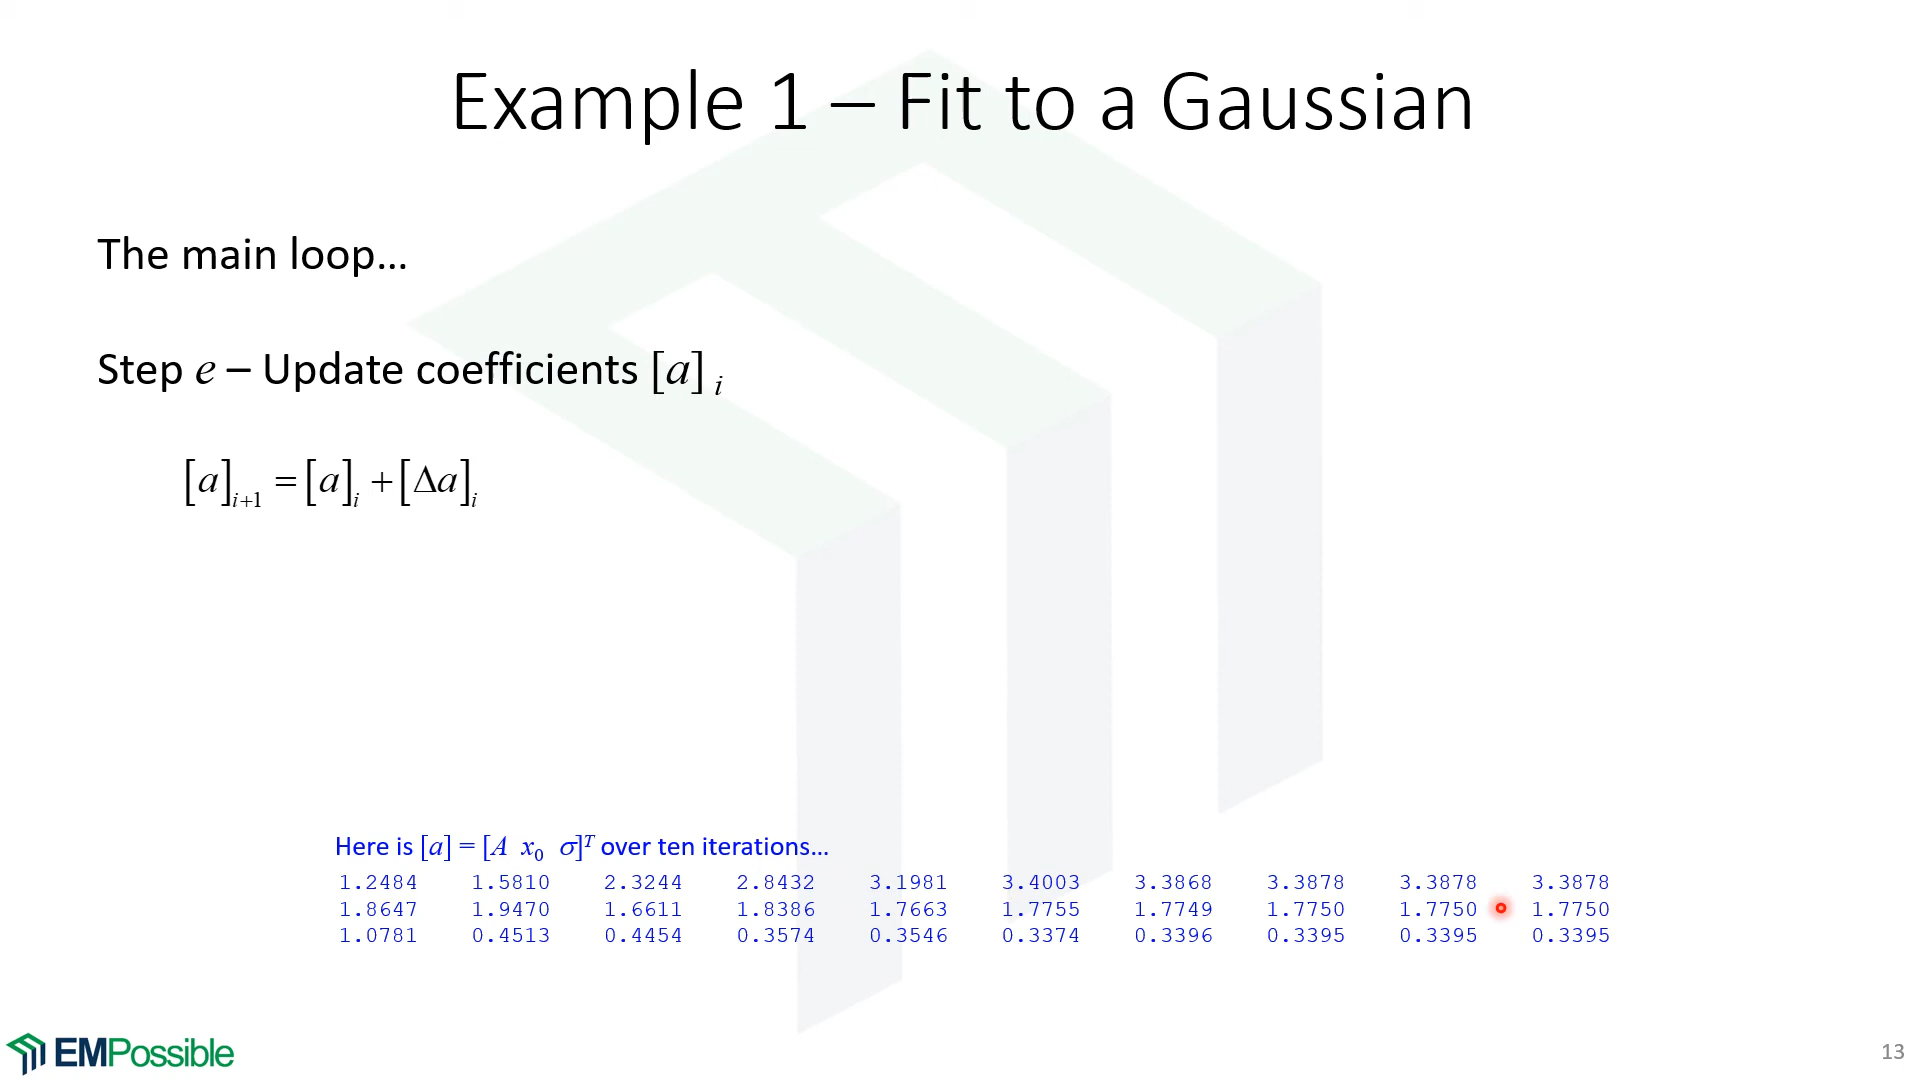 Example 1 – Fit to a Gaussian
The main loop…
Step e – Update coefficients [a] i
[a]i+1 = [a]i + [Δa]i
Here is [a] = [A x0 σ]T over ten iterations…
1.2484 1.5810 2.3244 2.8432 3.1981 3.4003 3.3868 3.3878 3.3878 3.3878
1.8647 1.9470 1.6611 1.8386 1.7663 1.7755 1.7749 1.7750 1.7750 1.7750
1.0781 0.4513 0.4454 0.3574 0.3546 0.3374 0.3396 0.3395 0.3395 0.3395
EMPossible
13